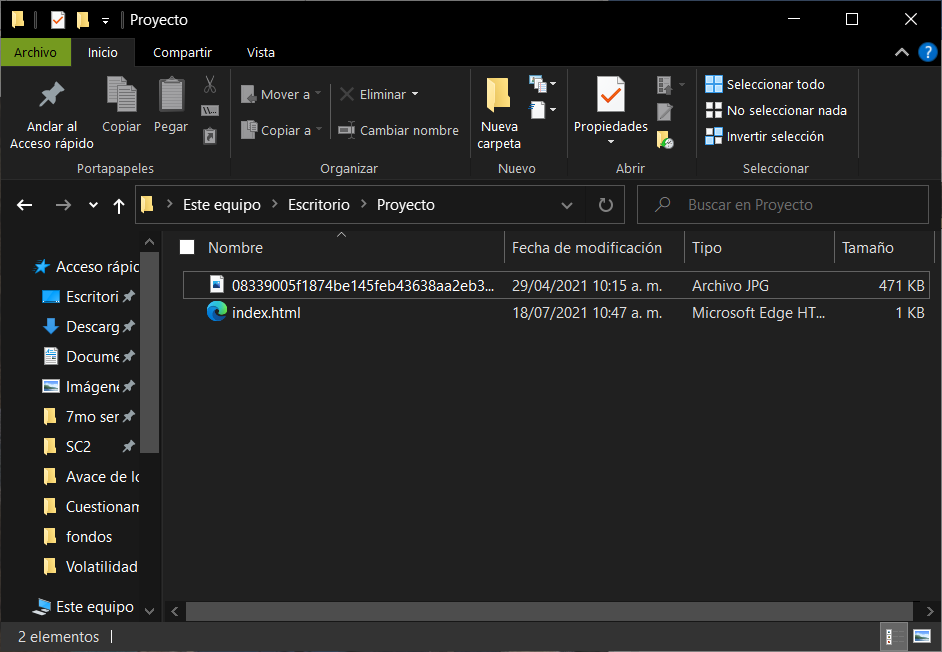 Proyecto
Archivo Inicio Compartir Vista
Anclar al Acceso rápido
Copiar
Pegar
Portapapeles
Mover a
Copiar a
Eliminar
Cambiar nombre
Organizar
Nueva carpeta
Nuevo
Propiedades
Abrir
Seleccionar todo
No seleccionar nada
Invertir selección
Seleccionar
Este equipo > Escritorio > Proyecto
Buscar en Proyecto
Nombre Fecha de modificación Tipo Tamaño
08339005f1874be145feb43638aa2eb3... 29/04/2021 10:15 a. m. Archivo JPG 471 KB
index.html 18/07/2021 10:47 a. m. Microsoft Edge HT... 1 KB
Acceso rápic
Escritori
Descarg
Docume
Imágene
7mo ser
SC2
Avace de lo
Cuestionam
fondos
Volatilidad
Este equipo
2 elementos